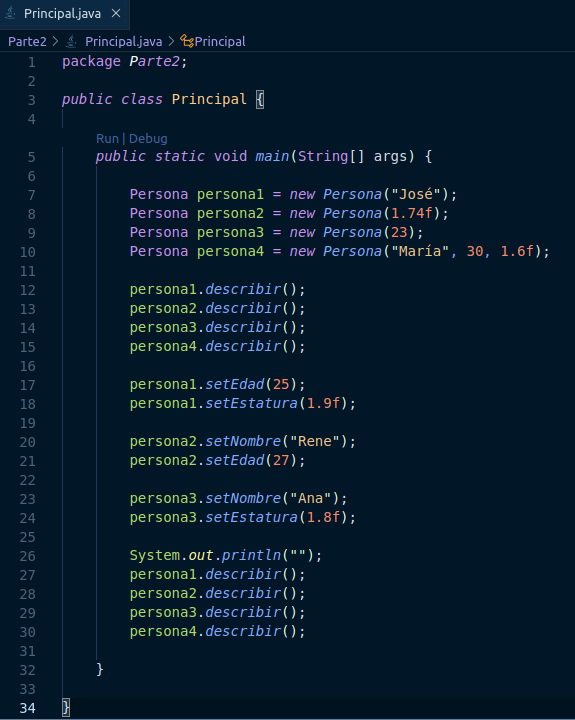 Principal.java ×
Parte2 > Principal.java > Principal
1 package Parte2;
2
3 public class Principal {
4
Run | Debug
5 public static void main(String[] args) {
6
7 Persona persona1 = new Persona("José");
8 Persona persona2 = new Persona(1.74f);
9 Persona persona3 = new Persona(23);
10 Persona persona4 = new Persona("María", 30, 1.6f);
11
12 persona1.describir();
13 persona2.describir();
14 persona3.describir();
15 persona4.describir();
16
17 persona1.setEdad(25);
18 persona1.setEstatura(1.9f);
19
20 persona2.setNombre("Rene");
21 persona2.setEdad(27);
22
23 persona3.setNombre("Ana");
24 persona3.setEstatura(1.8f);
25
26 System.out.println("");
27 persona1.describir();
28 persona2.describir();
29 persona3.describir();
30 persona4.describir();
31
32 }
33
34 }